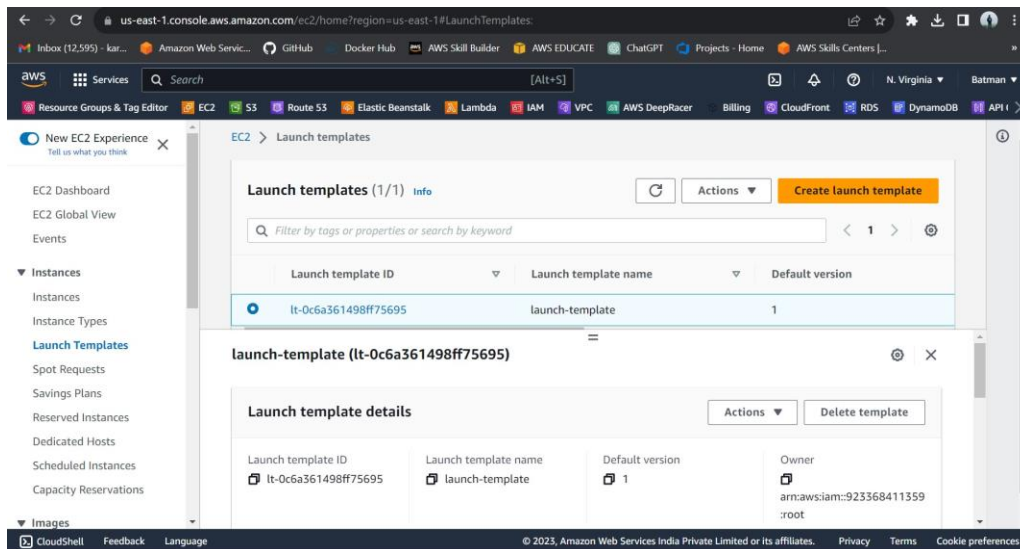 us-east-1.console.aws.amazon.com/ec2/home?region=us-east-1#LaunchTemplates:
Inbox (12,595) - kar... Amazon Web Servic... GitHub Docker Hub AWS Skill Builder AWS EDUCATE ChatGPT Projects - Home AWS Skills Centers |... »
aws Services Search [Alt+S] N. Virginia ▼ Batman ▼
Resource Groups & Tag Editor EC2 S3 Route 53 Elastic Beanstalk Lambda IAM VPC AWS DeepRacer Billing CloudFront RDS DynamoDB API
New EC2 Experience
Tell us what you think
EC2 Dashboard
EC2 Global View
Events
▼ Instances
Instances
Instance Types
Launch Templates
Spot Requests
Savings Plans
Reserved Instances
Dedicated Hosts
Scheduled Instances
Capacity Reservations
▼ Images
EC2 > Launch templates
Launch templates (1/1) Info Actions ▼ Create launch template
Filter by tags or properties or search by keyword < 1 >
Launch template ID Launch template name Default version
lt-0c6a361498ff75695 launch-template 1
launch-template (lt-0c6a361498ff75695)
Launch template details Actions ▼ Delete template
Launch template ID Launch template name Default version Owner
lt-0c6a361498ff75695 launch-template 1
arn:aws:iam::923368411359
:root
CloudShell Feedback Language © 2023, Amazon Web Services India Private Limited or its affiliates. Privacy Terms Cookie preferences